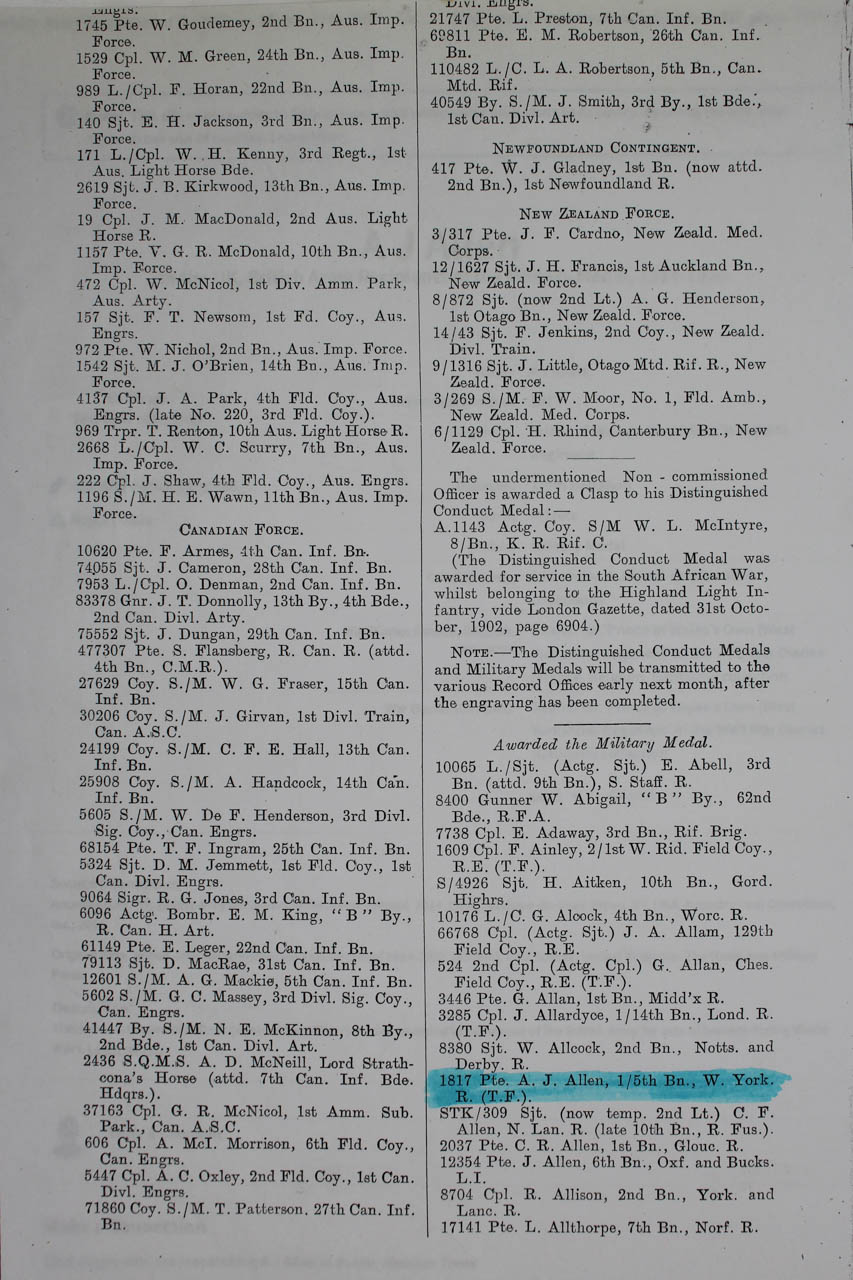 Engrs.
1745 Pte. W. Goudemey, 2nd Bn., Aus. Imp.
Force.
1529 Cpl. W. M. Green, 24th Bn., Aus. Imp.
Force.
989 L./Cpl. F. Horan, 22nd Bn., Aus. Imp.
Force.
140 Sjt. E. H. Jackson, 3rd Bn., Aus. Imp.
Force.
171 L./Cpl. W. H. Kenny, 3rd Regt., 1st
Aus. Light Horse Bde.
2619 Sjt. J. B. Kirkwood, 13th Bn., Aus. Imp.
Force.
19 Cpl. J. M. MacDonald, 2nd Aus. Light
Horse R.
1157 Pte. V. G. R. McDonald, 10th Bn., Aus.
Imp. Force.
472 Cpl. W. McNicol, 1st Div. Amm. Park,
Aus. Arty.
157 Sjt. F. T. Newsom, 1st Fd. Coy., Aus.
Engrs.
972 Pte. W. Nichol, 2nd Bn., Aus. Imp. Force.
1542 Sjt. M. J. O'Brien, 14th Bn., Aus. Imp.
Force.
4137 Cpl. J. A. Park, 4th Fld. Coy., Aus.
Engrs. (late No. 220, 3rd Fld. Coy.).
969 Trpr. T. Renton, 10th Aus. Light Horse R.
2668 L./Cpl. W. C. Scurry, 7th Bn., Aus.
Imp. Force.
222 Cpl. J. Shaw, 4th Fld. Coy., Aus. Engrs.
1196 S./M. H. E. Wawn, 11th Bn., Aus. Imp.
Force.
CANADIAN FORCE.
10620 Pte. F. Armes, 4th Can. Inf. Bn.
74055 Sjt. J. Cameron, 28th Can. Inf. Bn.
7953 L./Cpl. O. Denman, 2nd Can. Inf. Bn.
83378 Gnr. J. T. Donnolly, 13th By., 4th Bde.,
2nd Can. Divl. Arty.
75552 Sjt. J. Dungan, 29th Can. Inf. Bn.
477307 Pte. S. Flansberg, R. Can. R. (attd.
4th Bn., C.M.R.).
27629 Coy. S./M. W. G. Fraser, 15th Can.
Inf. Bn.
30206 Coy. S./M. J. Girvan, 1st Divl. Train,
Can. A.S.C.
24199 Coy. S./M. C. F. E. Hall, 13th Can.
Inf. Bn.
25908 Coy. S./M. A. Handcock, 14th Can.
Inf. Bn.
5605 S./M. W. De F. Henderson, 3rd Divl.
Sig. Coy., Can. Engrs.
68154 Pte. T. F. Ingram, 25th Can. Inf. Bn.
5324 Sjt. D. M. Jemmett, 1st Fld. Coy., 1st
Can. Divl. Engrs.
9064 Sigr. R. G. Jones, 3rd Can. Inf. Bn.
6096 Actg. Bombr. E. M. King, "B" By.,
R. Can. H. Art.
61149 Pte. E. Leger, 22nd Can. Inf. Bn.
79113 Sjt. D. MacRae, 31st Can. Inf. Bn.
12601 S./M. A. G. Mackie, 5th Can. Inf. Bn.
5602 S./M. G. C. Massey, 3rd Divl. Sig. Coy.,
Can. Engrs.
41447 By. S./M. N. E. McKinnon, 8th By.,
2nd Bde., 1st Can. Divl. Art.
2436 S.Q.M.S. A. D. McNeill, Lord Strath-
cona's Horse (attd. 7th Can. Inf. Bde.
Hdqrs.).
37163 Cpl. G. R. McNicol, 1st Amm. Sub.
Park., Can. A.S.C.
606 Cpl. A. McI. Morrison, 6th Fld. Coy.,
Can. Engrs.
5447 Cpl. A. C. Oxley, 2nd Fld. Coy., 1st Can.
Divl. Engrs.
71860 Coy. S./M. T. Patterson, 27th Can. Inf.
Bn.
Divl. Engrs.
21747 Pte. L. Preston, 7th Can. Inf. Bn.
69811 Pte. E. M. Robertson, 26th Can. Inf.
Bn.
110482 L./C. L. A. Robertson, 5th Bn., Can.
Mtd. Rif.
40549 By. S./M. J. Smith, 3rd By., 1st Bde.,
1st Can. Divl. Art.
NEWFOUNDLAND CONTINGENT.
417 Pte. W. J. Gladney, 1st Bn. (now attd.
2nd Bn.), 1st Newfoundland R.
NEW ZEALAND FORCE.
3/317 Pte. J. F. Cardno, New Zeald. Med.
Corps.
12/1627 Sjt. J. H. Francis, 1st Auckland Bn.,
New Zeald. Force.
8/872 Sjt. (now 2nd Lt.) A. G. Henderson,
1st Otago Bn., New Zeald. Force.
14/43 Sjt. F. Jenkins, 2nd Coy., New Zeald.
Divl. Train.
9/1316 Sjt. J. Little, Otago Mtd. Rif. R., New
Zeald. Force.
3/269 S./M. F. W. Moor, No. 1, Fld. Amb.,
New Zeald. Med. Corps.
6/1129 Cpl. H. Rhind, Canterbury Bn., New
Zeald. Force.
The undermentioned Non-commissioned
Officer is awarded a Clasp to his Distinguished
Conduct Medal:—
A.1143 Actg. Coy. S/M W. L. McIntyre,
8/Bn., K. R. Rif. C.
(The Distinguished Conduct Medal was
awarded for service in the South African War,
whilst belonging to the Highland Light In-
fantry, vide London Gazette, dated 31st Octo-
ber, 1902, page 6904.)
NOTE.—The Distinguished Conduct Medals
and Military Medals will be transmitted to the
various Record Offices early next month, after
the engraving has been completed.
Awarded the Military Medal.
10065 L./Sjt. (Actg. Sjt.) E. Abell, 3rd
Bn. (attd. 9th Bn.), S. Staff. R.
8400 Gunner W. Abigail, "B" By., 62nd
Bde., R.F.A.
7738 Cpl. E. Adaway, 3rd Bn., Rif. Brig.
1609 Cpl. F. Ainley, 2/1st W. Rid. Field Coy.,
R.E. (T.F.).
S/4926 Sjt. H. Aitken, 10th Bn., Gord.
Highrs.
10176 L./C. G. Alcock, 4th Bn., Worc. R.
66768 Cpl. (Actg. Sjt.) J. A. Allam, 129th
Field Coy., R.E.
524 2nd Cpl. (Actg. Cpl.) G. Allan, Ches.
Field Coy., R.E. (T.F.).
3446 Pte. G. Allan, 1st Bn., Midd'x R.
3285 Cpl. J. Allardyce, 1/14th Bn., Lond. R.
(T.F.).
8380 Sjt. W. Allcock, 2nd Bn., Notts. and
Derby. R.
1817 Pte. A. J. Allen, 1/5th Bn., W. York.
R. (T.F.).
STK/309 Sjt. (now temp. 2nd Lt.) C. F.
Allen, N. Lan. R. (late 10th Bn., R. Fus.).
2037 Pte. C. R. Allen, 1st Bn., Glouc. R.
12354 Pte. J. Allen, 6th Bn., Oxf. and Bucks.
L.I.
8704 Cpl. R. Allison, 2nd Bn., York. and
Lanc. R.
17141 Pte. L. Allthorpe, 7th Bn., Norf. R.